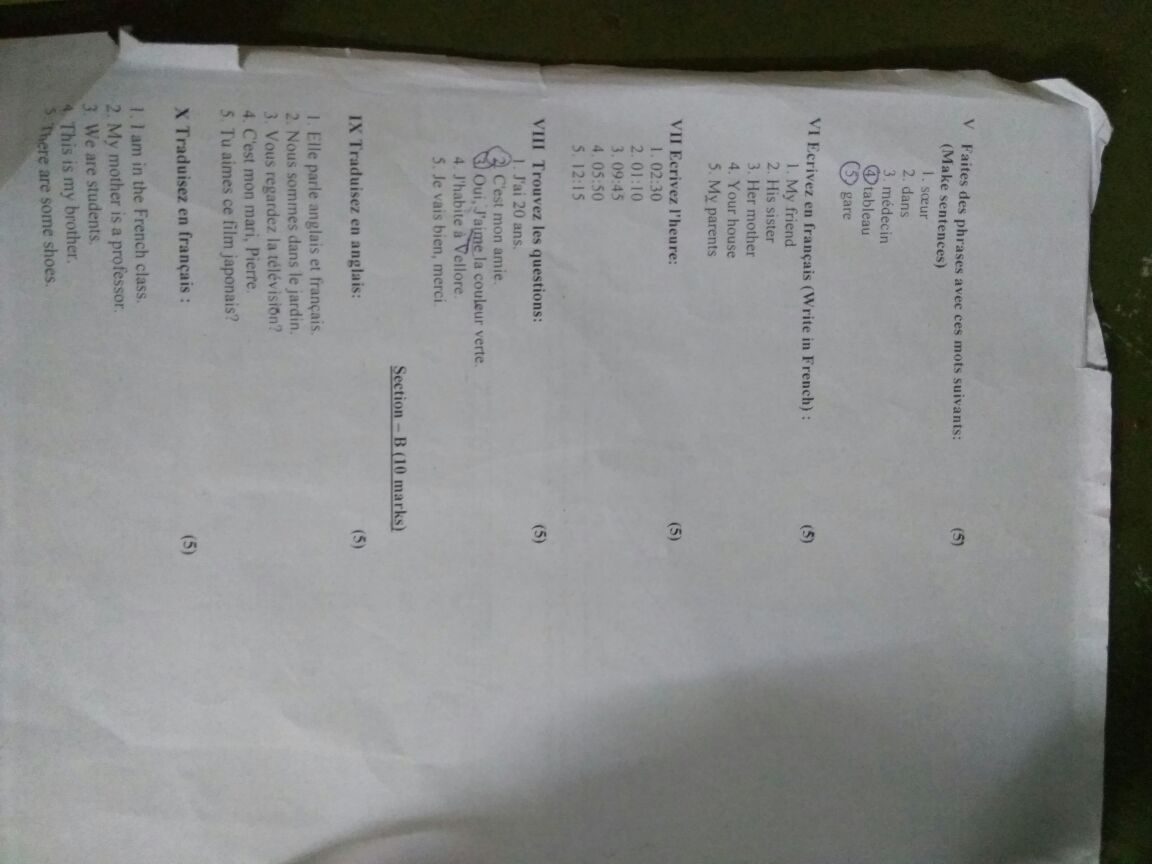 V Faites des phrases avec ces mots suivants: (5)
(Make sentences)
1. sœur
2. dans
3. médecin
4. tableau
5. gare
VI Ecrivez en français (Write in French) : (5)
1. My friend
2. His sister
3. Her mother
4. Your house
5. My parents
VII Ecrivez l'heure: (5)
1. 02:30
2. 01:10
3. 09:45
4. 05:50
5. 12:15
VIII Trouvez les questions: (5)
1 J'ai 20 ans.
2. C'est mon amie.
3. Oui, J'aime la couleur verte.
4. J'habite à Vellore.
5. Je vais bien, merci.
Section – B (10 marks)
IX Traduisez en anglais: (5)
1. Elle parle anglais et français.
2. Nous sommes dans le jardin.
3. Vous regardez la télévision?
4. C'est mon mari, Pierre.
5 Tu aimes ce film japonais?
X Traduisez en français : (5)
1. I am in the French class.
2. My mother is a professor.
3. We are students.
4. This is my brother.
5 There are some shoes.